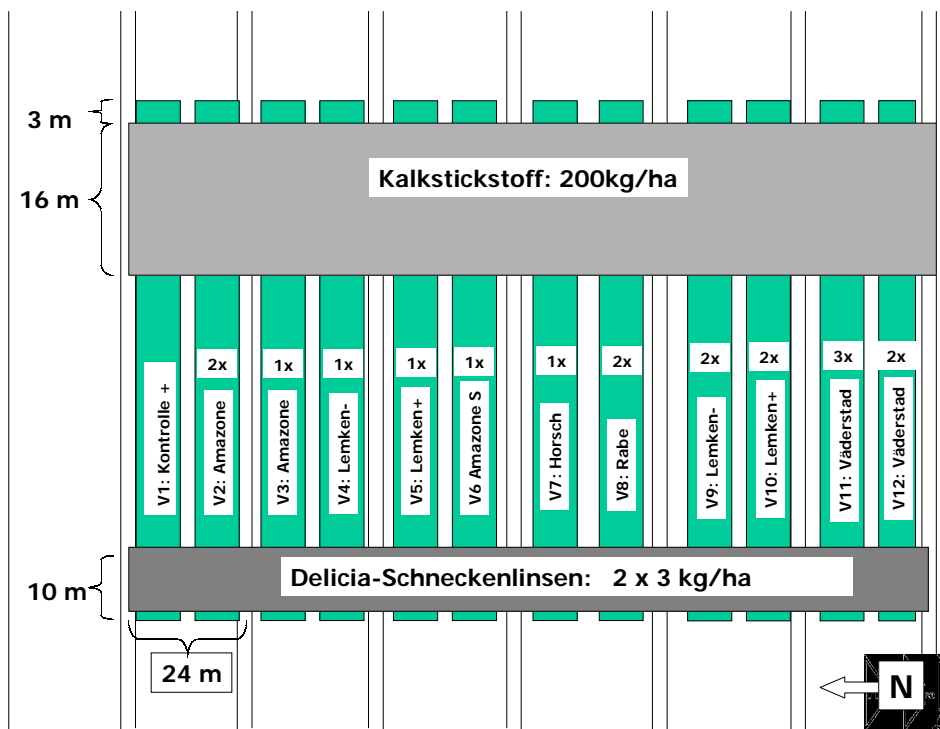 3 m
Kalkstickstoff: 200kg/ha
16 m
2x
1x
1x
1x
1x
2x
2x
2x
3x
2x
V1: Kontrolle +
V2: Amazone
V3: Amazone
V4: Lemken-
V5: Lemken+
V6 Amazone S
V7: Horsch
V8: Rabe
V9: Lemken-
V10: Lemken+
V11: Väderstad
V12: Väderstad
Delicia-Schneckenlinsen: 2 x 3 kg/ha
10 m
24 m
N